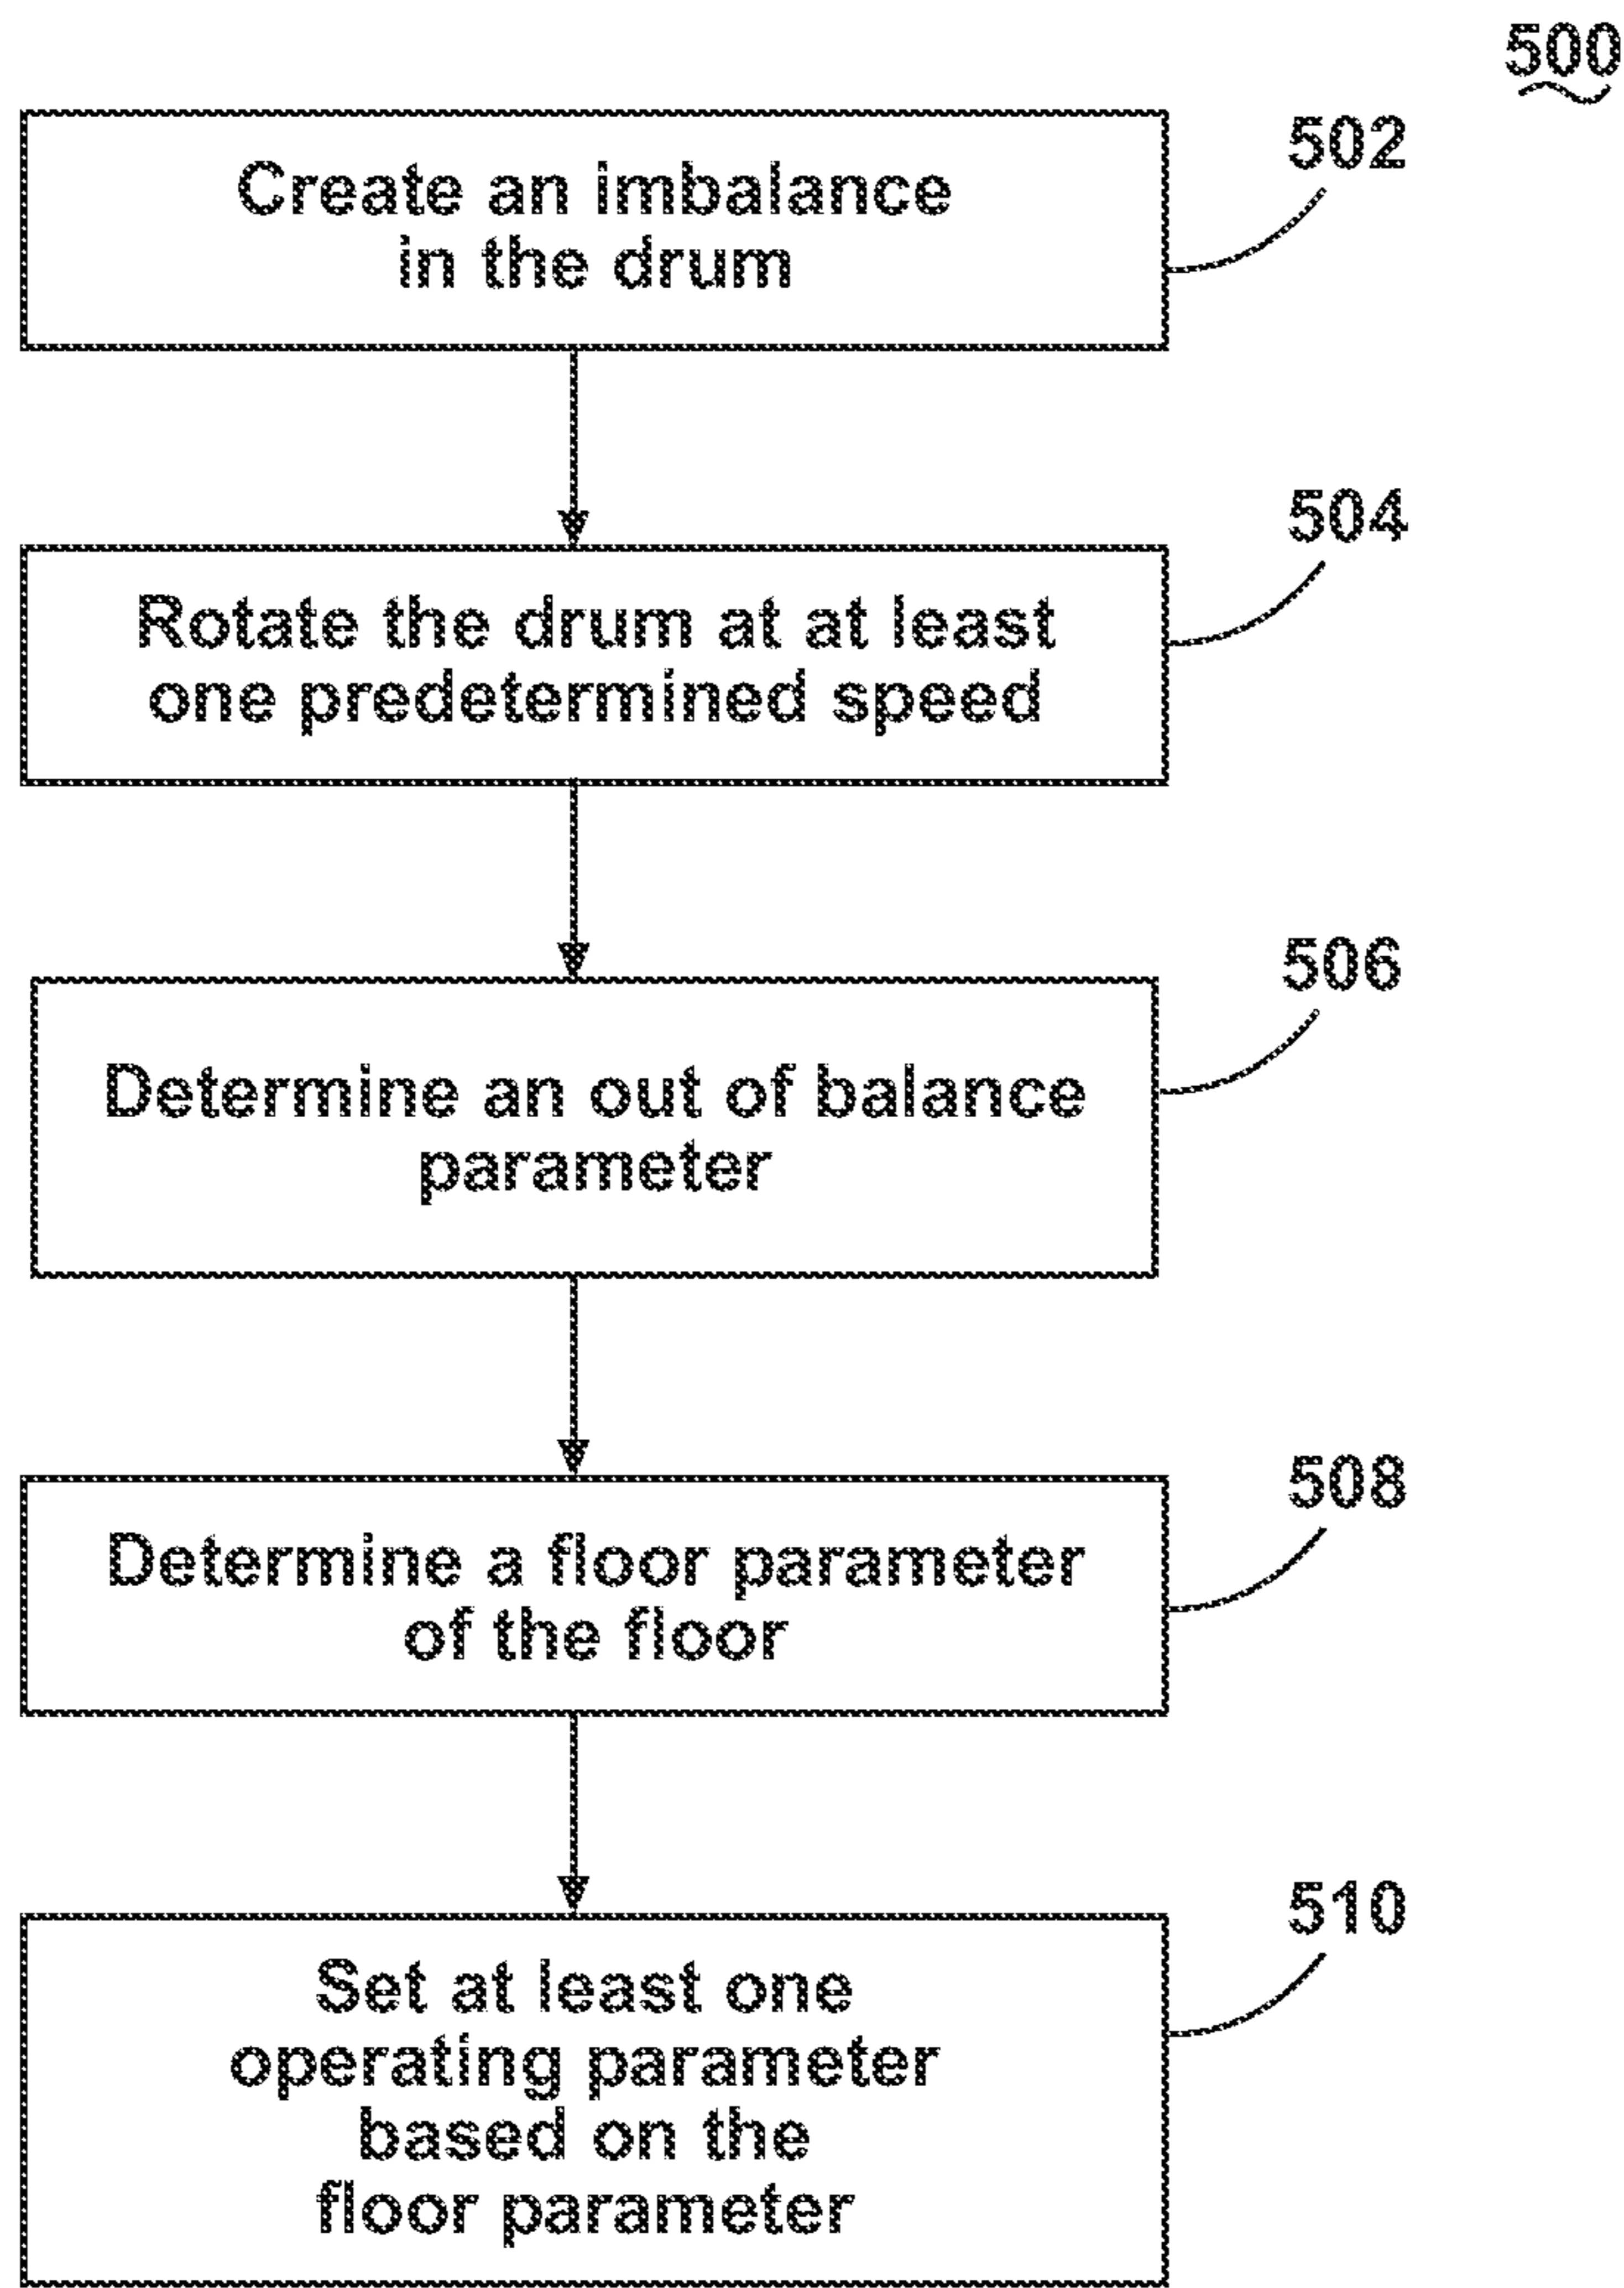 500
502
Create an imbalance
in the drum
504
Rotate the drum at at least
one predetermined speed
506
Determine an out of balance
parameter
508
Determine a floor parameter
of the floor
510
Set at least one
operating parameter
based on the
floor parameter